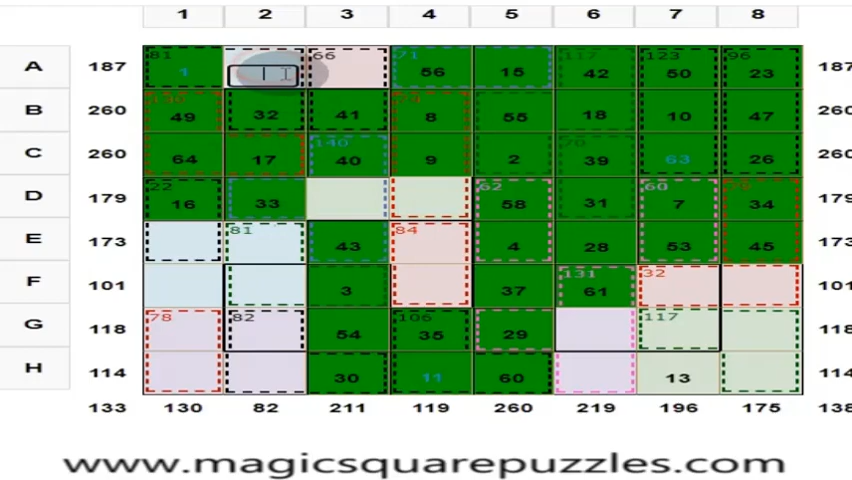 1 2 3 4 5 6 7 8
A 187 81 1 66 71 56 15 117 42 123 50 96 23 187
B 260 49 32 41 8 55 18 10 47 260
C 260 64 17 140 40 9 2 70 39 63 26 260
D 179 22 16 33 62 58 31 60 7 34 179
E 173 81 43 84 4 28 53 45 173
F 101 3 37 131 61 32 101
G 118 78 82 54 106 35 29 117 118
H 114 30 11 60 13 114
133 130 82 211 119 260 219 196 175 138
www.magicsquarepuzzles.com